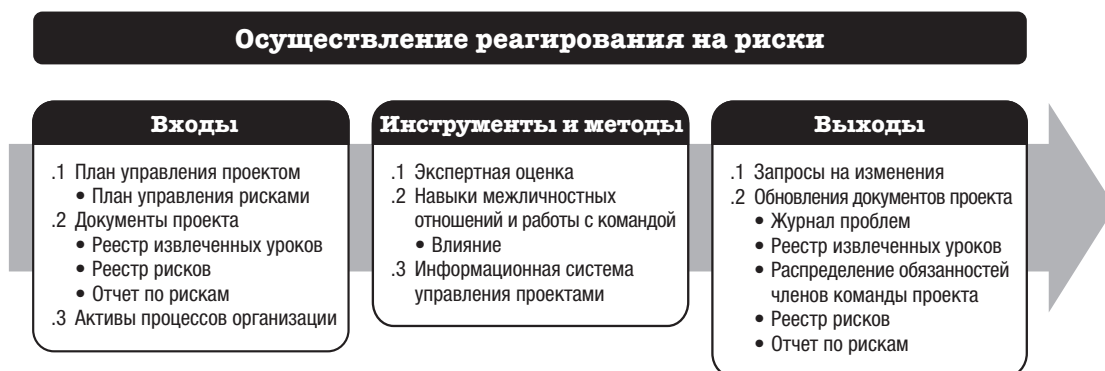 Осуществление реагирования на риски
Входы
.1 План управления проектом
• План управления рисками
.2 Документы проекта
• Реестр извлеченных уроков
• Реестр рисков
• Отчет по рискам
.3 Активы процессов организации
Инструменты и методы
.1 Экспертная оценка
.2 Навыки межличностных
отношений и работы с командой
• Влияние
.3 Информационная система
управления проектами
Выходы
.1 Запросы на изменения
.2 Обновления документов проекта
• Журнал проблем
• Реестр извлеченных уроков
• Распределение обязанностей
членов команды проекта
• Реестр рисков
• Отчет по рискам